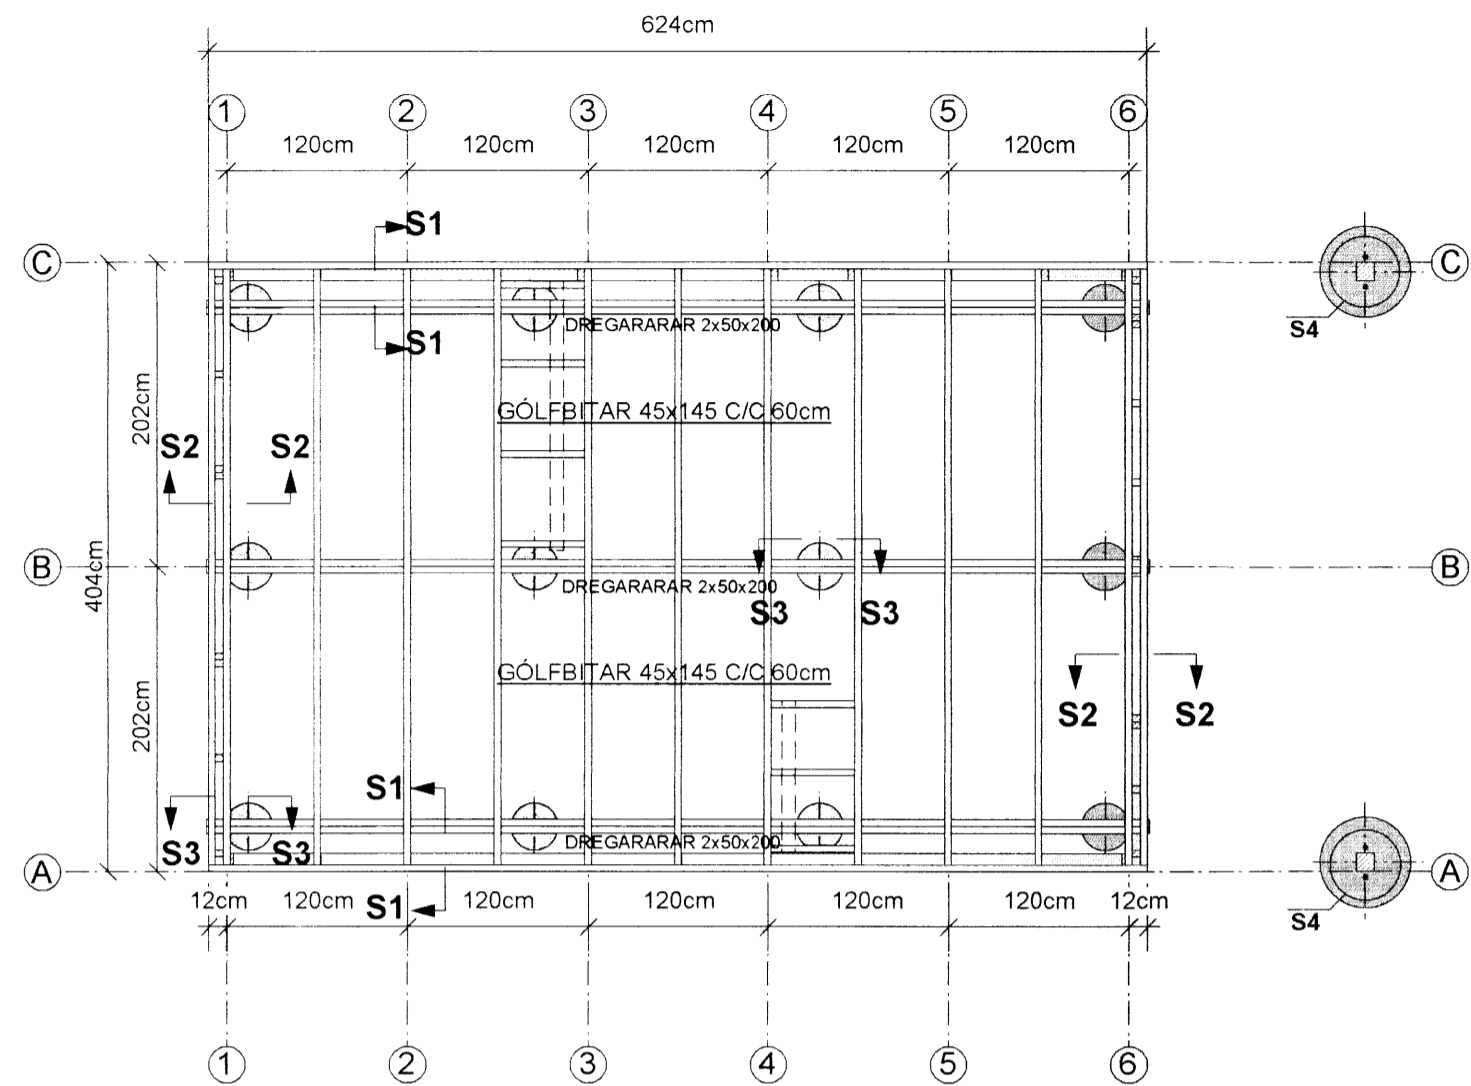 624cm
1 2 3 4 5 6
120cm 120cm 120cm 120cm 120cm
S1
C C
S4
DREGARARAR 2x50x200
S1
202cm
GÓLFBITAR 45x145 C/C 60cm
S2 S2
404cm
B B
DREGARARAR 2x50x200
S3 S3
GÓLFBITAR 45x145 C/C 60cm
202cm
S2 S2
S1
DREGARARAR 2x50x200
S3 S3
A A
12cm 120cm 120cm 120cm 120cm 120cm 12cm
S1
S4
1 2 3 4 5 6